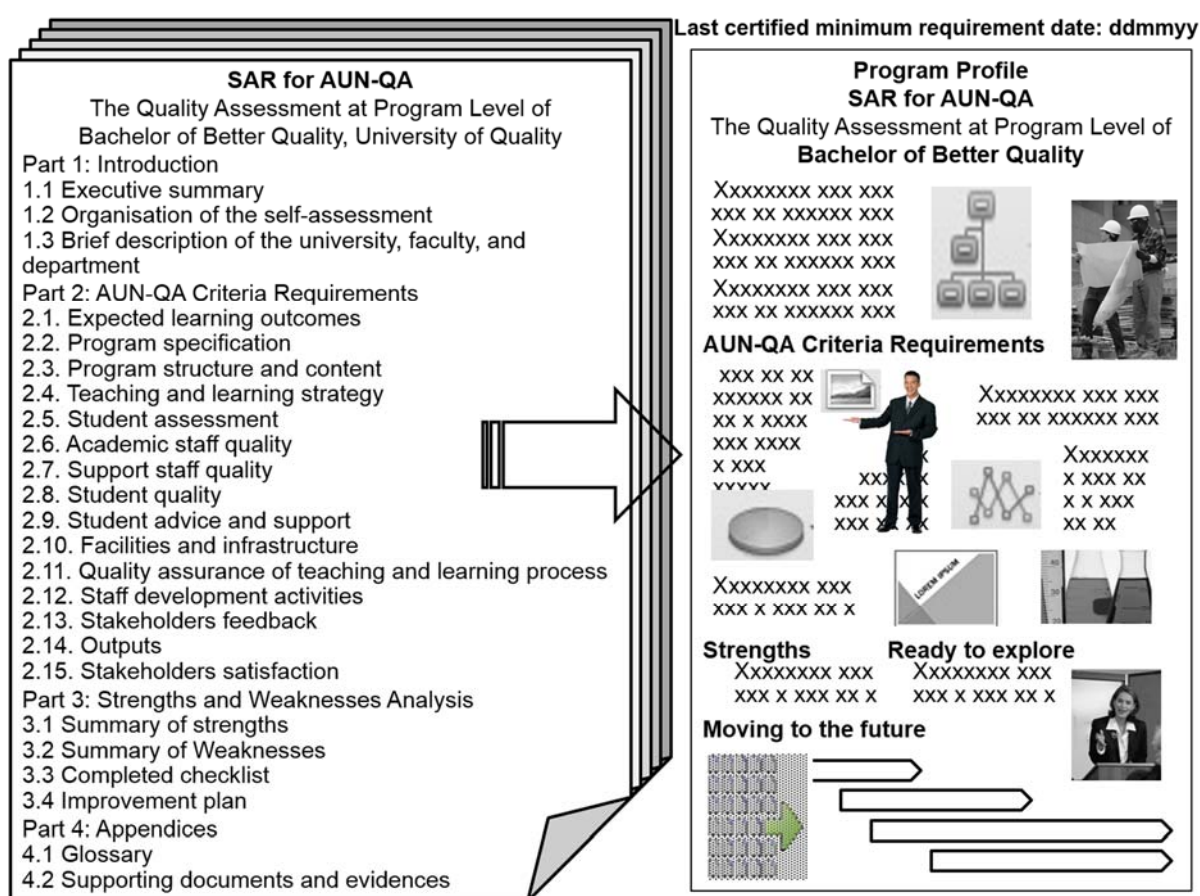 Last certified minimum requirement date: ddmmyy
SAR for AUN-QA
The Quality Assessment at Program Level of
Bachelor of Better Quality, University of Quality
Part 1: Introduction
1.1 Executive summary
1.2 Organisation of the self-assessment
1.3 Brief description of the university, faculty, and
department
Part 2: AUN-QA Criteria Requirements
2.1. Expected learning outcomes
2.2. Program specification
2.3. Program structure and content
2.4. Teaching and learning strategy
2.5. Student assessment
2.6. Academic staff quality
2.7. Support staff quality
2.8. Student quality
2.9. Student advice and support
2.10. Facilities and infrastructure
2.11. Quality assurance of teaching and learning process
2.12. Staff development activities
2.13. Stakeholders feedback
2.14. Outputs
2.15. Stakeholders satisfaction
Part 3: Strengths and Weaknesses Analysis
3.1 Summary of strengths
3.2 Summary of Weaknesses
3.3 Completed checklist
3.4 Improvement plan
Part 4: Appendices
4.1 Glossary
4.2 Supporting documents and evidences
Program Profile
SAR for AUN-QA
The Quality Assessment at Program Level of
Bachelor of Better Quality
Xxxxxxxx xxx xxx
xxx xx xxxxxx xxx
Xxxxxxxx xxx xxx
xxx xx xxxxxx xxx
Xxxxxxxx xxx xxx
xxx xx xxxxxx xxx
AUN-QA Criteria Requirements
xxx xx xx
xxxxxx xx
xx x xxxx
xxx xxxx
x xxx
xxxxx
Xxxxxxxx xxx xxx
xxx xx xxxxxx xxx
Xxxxxxx
x xxx xx
x x xxx
xx xx
LOREM IPSUM
40
30
20
Xxxxxxxx xxx
xxx x xxx xx x
Strengths
Xxxxxxxx xxx
xxx x xxx xx x
Ready to explore
Xxxxxxxx xxx
xxx x xxx xx x
Moving to the future